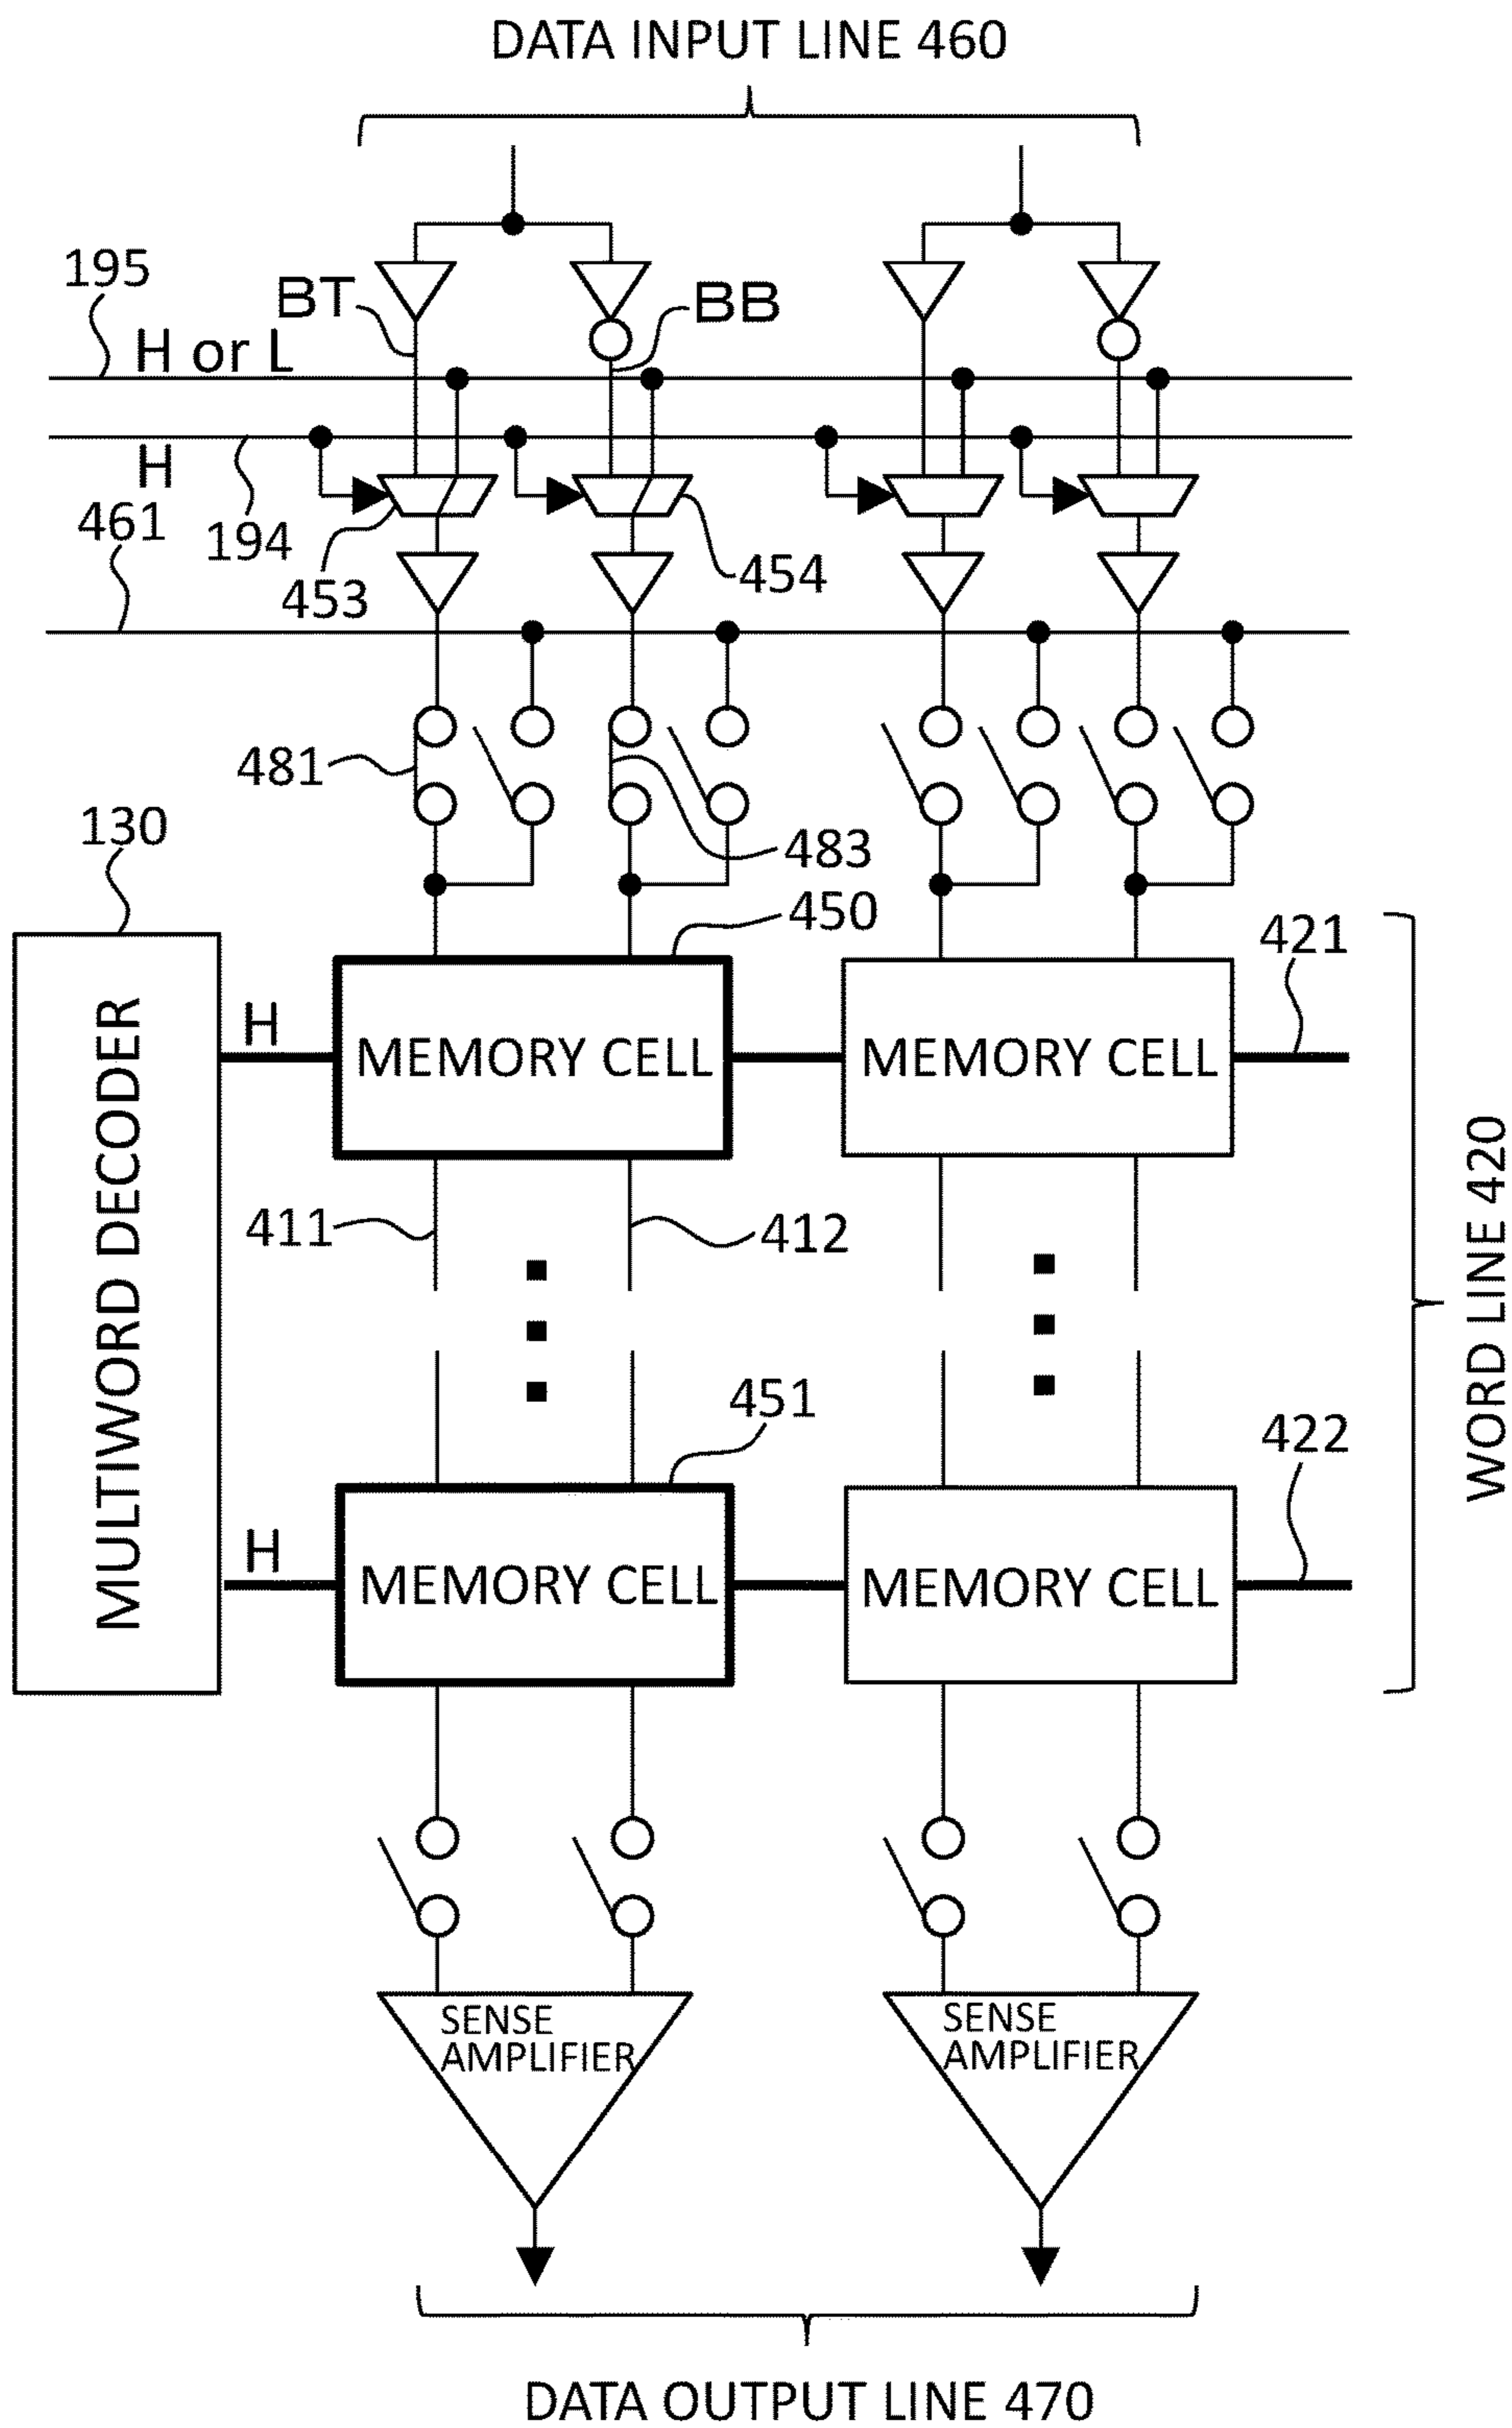 DATA INPUT LINE 460
195
BT
BB
H or L
H
461
194
453
454
481
483
130
450
421
MULTIWORD DECODER
H
MEMORY CELL
MEMORY CELL
411
412
WORD LINE 420
451
422
H
MEMORY CELL
MEMORY CELL
SENSE
AMPLIFIER
SENSE
AMPLIFIER
DATA OUTPUT LINE 470